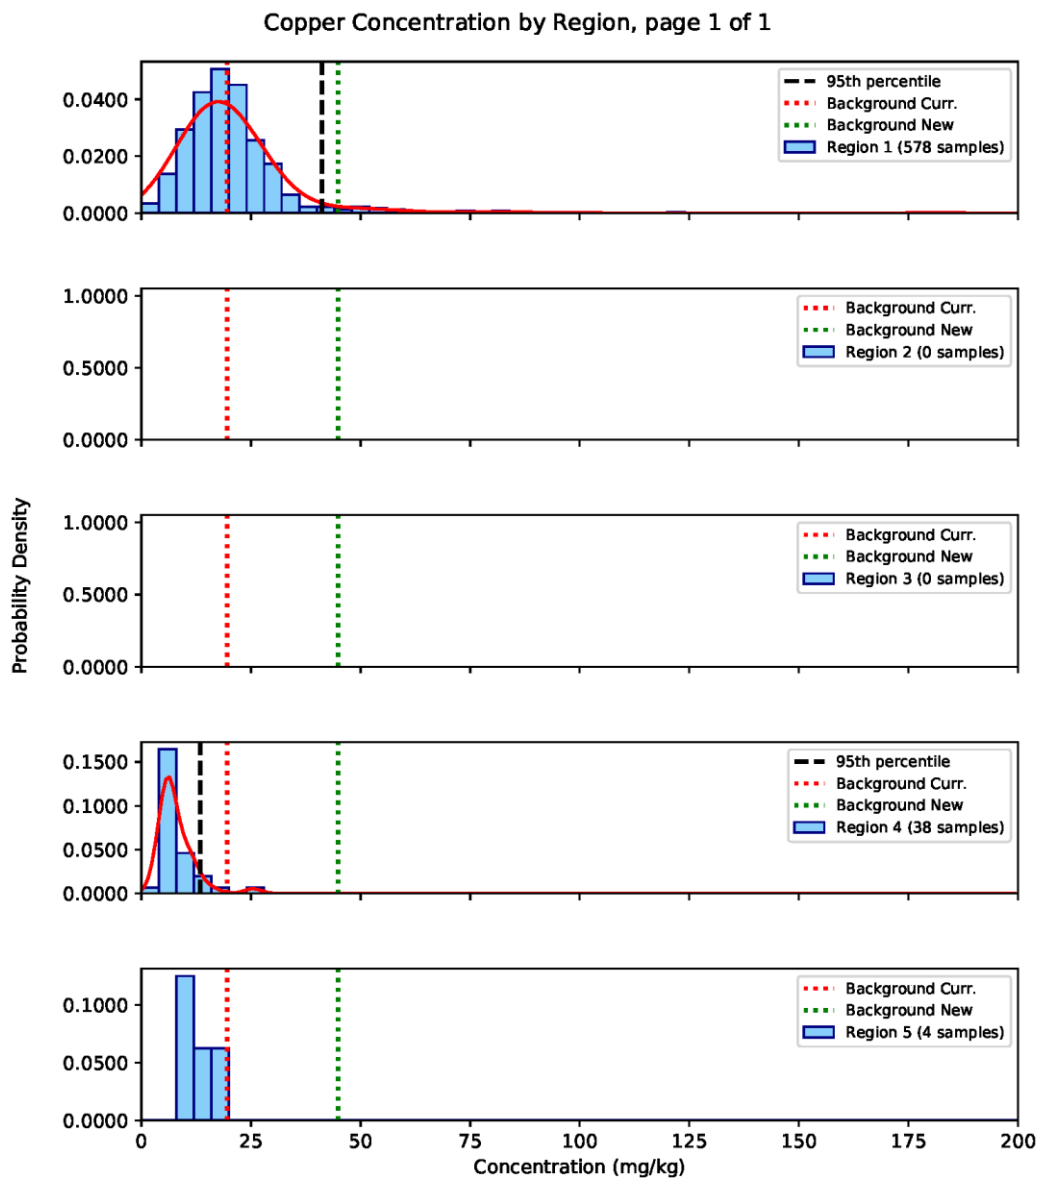 Copper Concentration by Region, page 1 of 1
0.0400
0.0200
0.0000
95th percentile
Background Curr.
Background New
Region 1 (578 samples)
1.0000
0.5000
0.0000
Background Curr.
Background New
Region 2 (0 samples)
Probability Density
1.0000
0.5000
0.0000
Background Curr.
Background New
Region 3 (0 samples)
0.1500
0.1000
0.0500
0.0000
95th percentile
Background Curr.
Background New
Region 4 (38 samples)
0.1000
0.0500
0.0000
Background Curr.
Background New
Region 5 (4 samples)
0 25 50 75 100 125 150 175 200
Concentration (mg/kg)